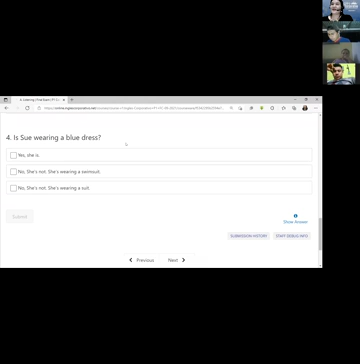 4. Is Sue wearing a blue dress?
Yes, she is.
No, She's not. She's wearing a swimsuit.
No, She's not. She's wearing a suit.
Submit
Show Answer
SUBMISSION HISTORY
STAFF DEBUG INFO
Previous
Next